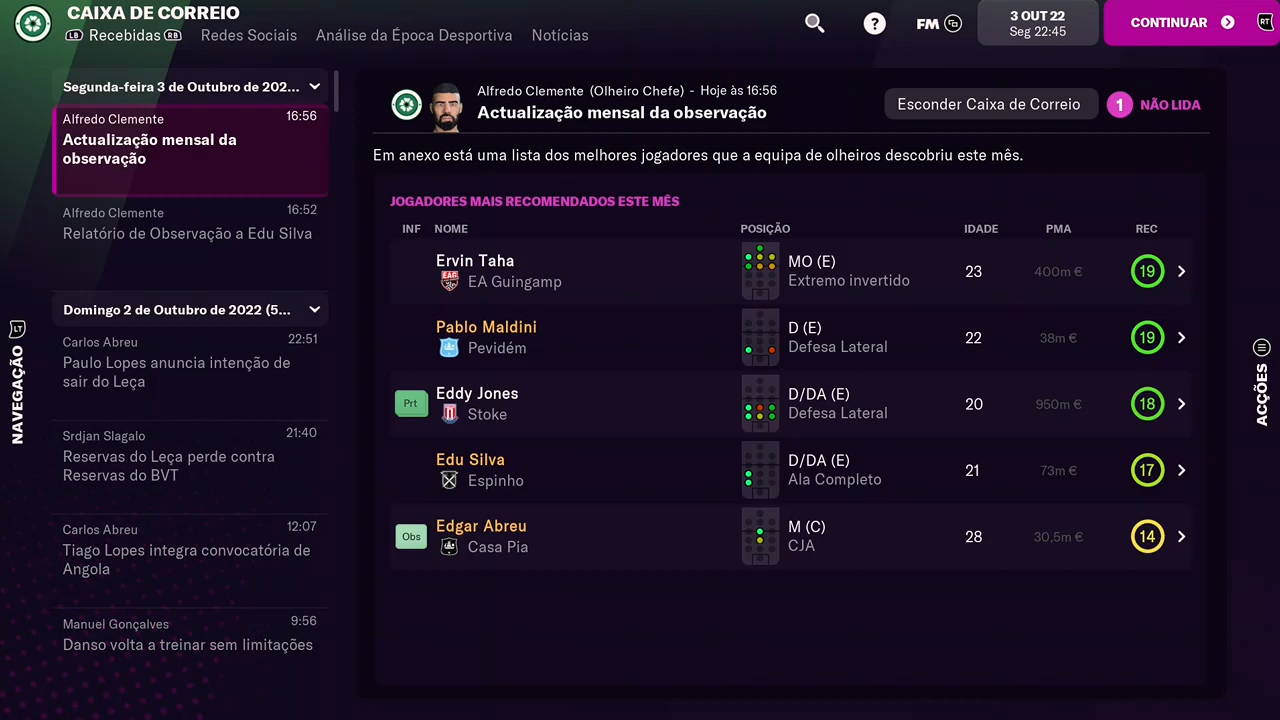 CAIXA DE CORREIO
LB Recebidas RB Redes Sociais Análise da Época Desportiva Notícias
? FM
3 OUT 22
Seg 22:45
CONTINUAR
RT
NAVEGAÇÃO LT
Segunda-feira 3 de Outubro de 202...
Alfredo Clemente 16:56
Actualização mensal da
observação
Alfredo Clemente 16:52
Relatório de Observação a Edu Silva
Domingo 2 de Outubro de 2022 (5...
Carlos Abreu 22:51
Paulo Lopes anuncia intenção de
sair do Leça
Srdjan Slagalo 21:40
Reservas do Leça perde contra
Reservas do BVT
Carlos Abreu 12:07
Tiago Lopes integra convocatória de
Angola
Manuel Gonçalves 9:56
Danso volta a treinar sem limitações
Alfredo Clemente (Olheiro Chefe) - Hoje às 16:56
Actualização mensal da observação
Esconder Caixa de Correio
1 NÃO LIDA
Em anexo está uma lista dos melhores jogadores que a equipa de olheiros descobriu este mês.
JOGADORES MAIS RECOMENDADOS ESTE MÊS
INF NOME POSIÇÃO IDADE PMA REC
Ervin Taha MO (E) 23 400m € 19
EA Guingamp Extremo invertido
Pablo Maldini D (E) 22 38m € 19
Pevidém Defesa Lateral
Prt Eddy Jones D/DA (E) 20 950m € 18
Stoke Defesa Lateral
Edu Silva D/DA (E) 21 73m € 17
Espinho Ala Completo
Obs Edgar Abreu M (C) 28 30,5m € 14
Casa Pia CJA
ACÇÕES